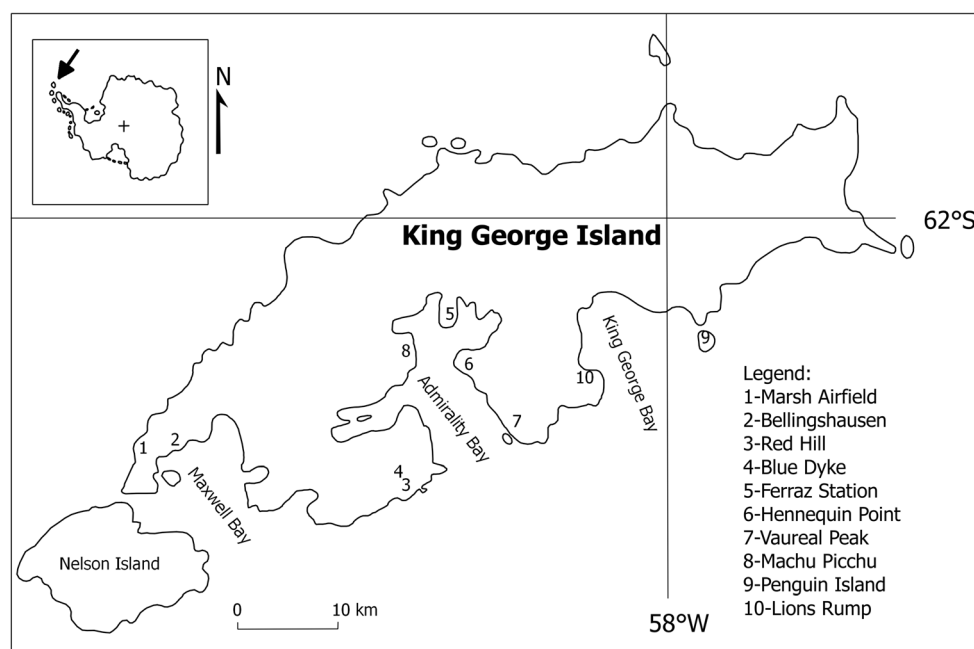 N
62°S
King George Island
5
8
6
10
9
King George Bay
Admirality Bay
7
1
2
4
3
Maxwell Bay
Nelson Island
0 10 km
58°W
Legend:
1-Marsh Airfield
2-Bellingshausen
3-Red Hill
4-Blue Dyke
5-Ferraz Station
6-Hennequin Point
7-Vaureal Peak
8-Machu Picchu
9-Penguin Island
10-Lions Rump